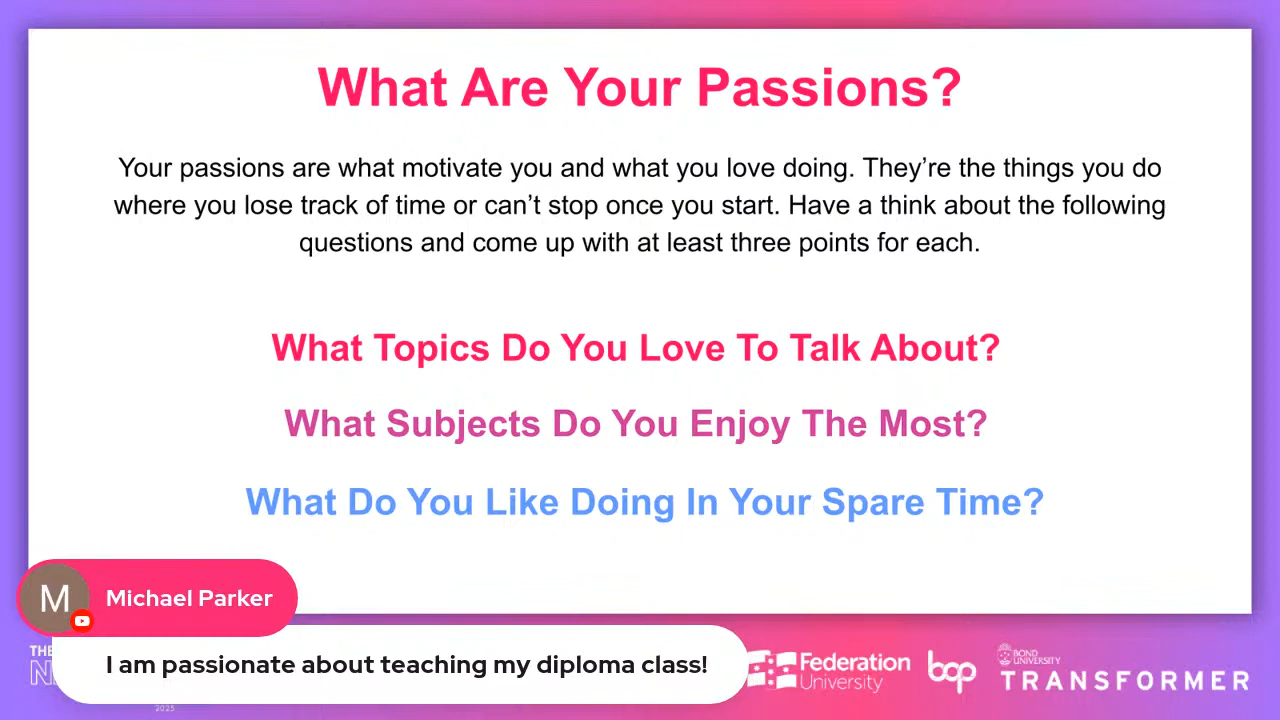 What Are Your Passions?
Your passions are what motivate you and what you love doing. They’re the things you do
where you lose track of time or can’t stop once you start. Have a think about the following
questions and come up with at least three points for each.
What Topics Do You Love To Talk About?
What Subjects Do You Enjoy The Most?
What Do You Like Doing In Your Spare Time?
M
Michael Parker
I am passionate about teaching my diploma class!
THE
2025
Federation
University
bop
BOND
UNIVERSITY
TRANSFORMER